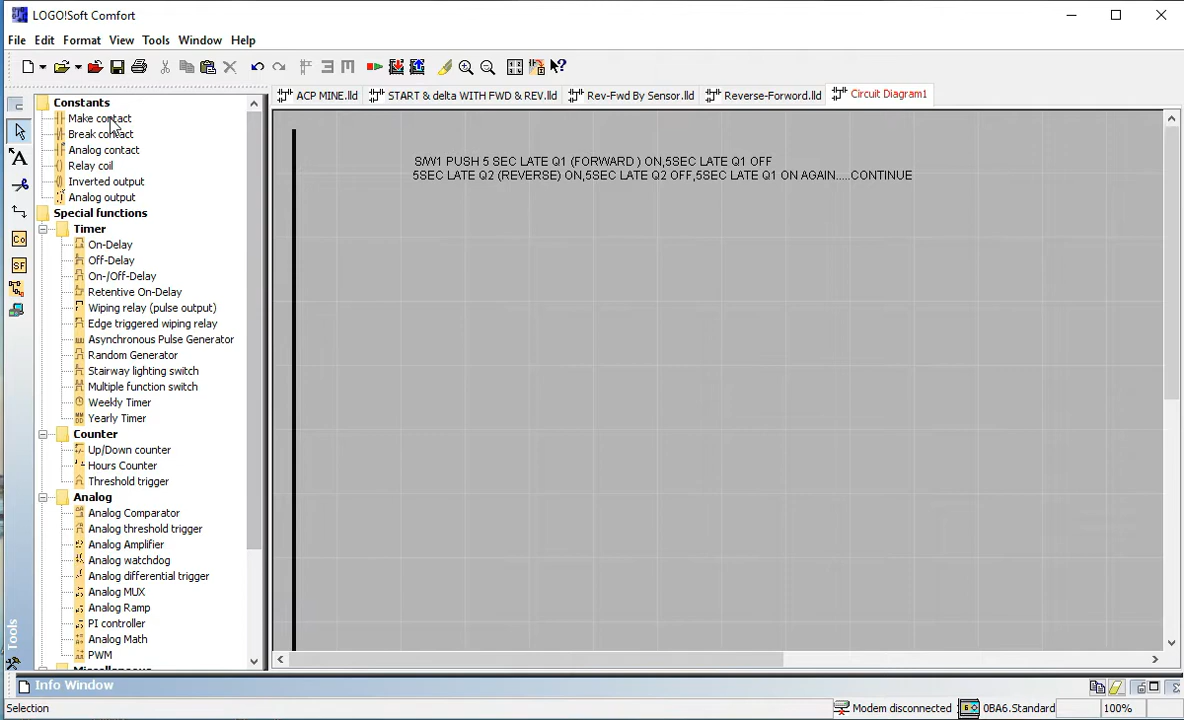 LOGO!Soft Comfort
File Edit Format View Tools Window Help
ACP MINE.lld START & delta WITH FWD & REV.lld Rev-Fwd By Sensor.lld Reverse-Forword.lld Circuit Diagram1
Constants
Make contact
Break contact
Analog contact
Relay coil
Inverted output
Analog output
Special functions
Timer
On-Delay
Off-Delay
On-/Off-Delay
Retentive On-Delay
Wiping relay (pulse output)
Edge triggered wiping relay
Asynchronous Pulse Generator
Random Generator
Stairway lighting switch
Multiple function switch
Weekly Timer
Yearly Timer
Counter
Up/Down counter
Hours Counter
Threshold trigger
Analog
Analog Comparator
Analog threshold trigger
Analog Amplifier
Analog watchdog
Analog differential trigger
Analog MUX
Analog Ramp
PI controller
Analog Math
PWM
Co
SF
Tools
S/W1 PUSH 5 SEC LATE Q1 (FORWARD ) ON,5SEC LATE Q1 OFF
5SEC LATE Q2 (REVERSE) ON,5SEC LATE Q2 OFF,5SEC LATE Q1 ON AGAIN.....CONTINUE
Info Window
Selection
Modem disconnected
0BA6.Standard
100%